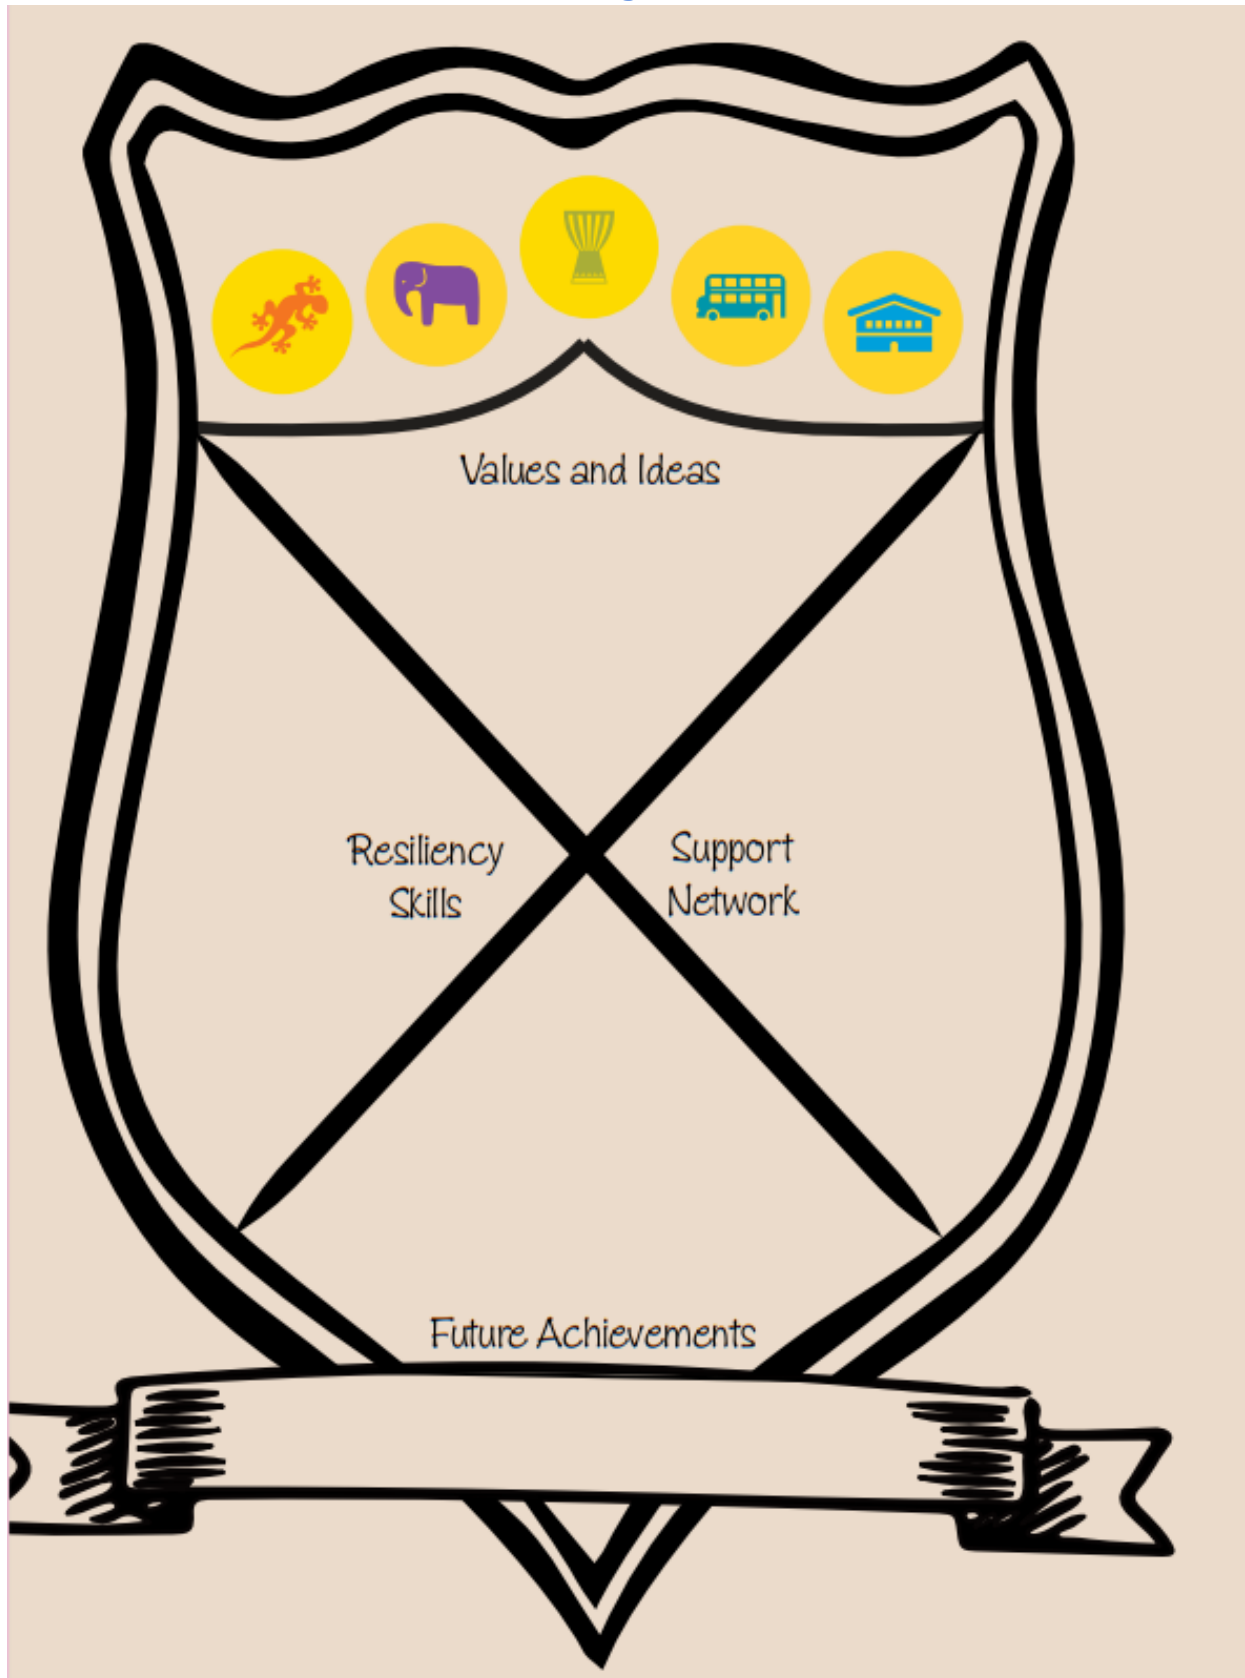 Values and Ideas
Resiliency
Skills
Support
Network
Future Achievements